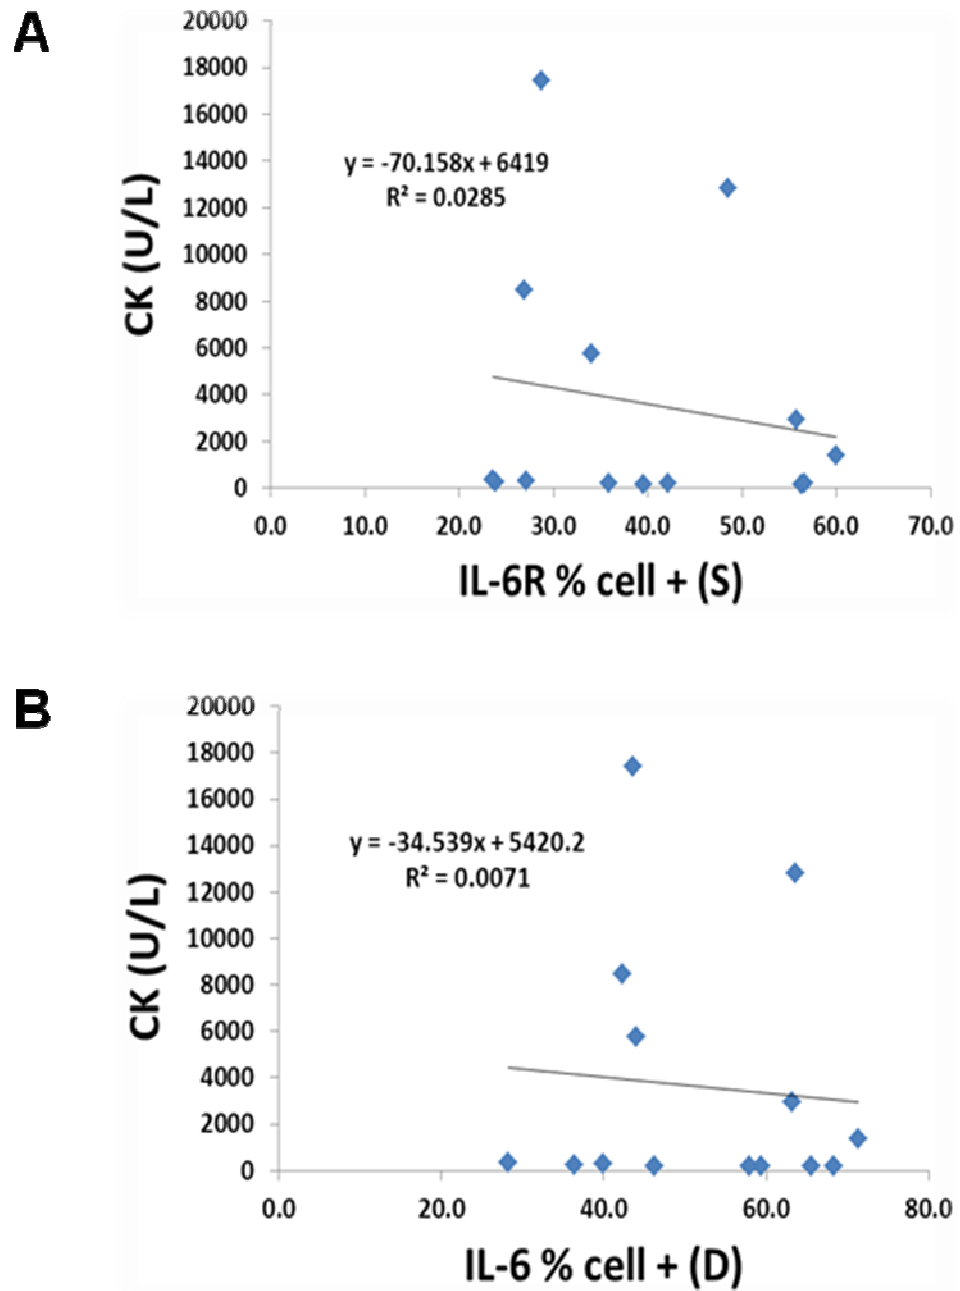 A
20000
18000
16000
14000
12000
10000
8000
6000
4000
2000
0
CK (U/L)
y = -70.158x + 6419
R² = 0.0285
0.0 10.0 20.0 30.0 40.0 50.0 60.0 70.0
IL-6R % cell + (S)
B
20000
18000
16000
14000
12000
10000
8000
6000
4000
2000
0
CK (U/L)
y = -34.539x + 5420.2
R² = 0.0071
0.0 20.0 40.0 60.0 80.0
IL-6 % cell + (D)